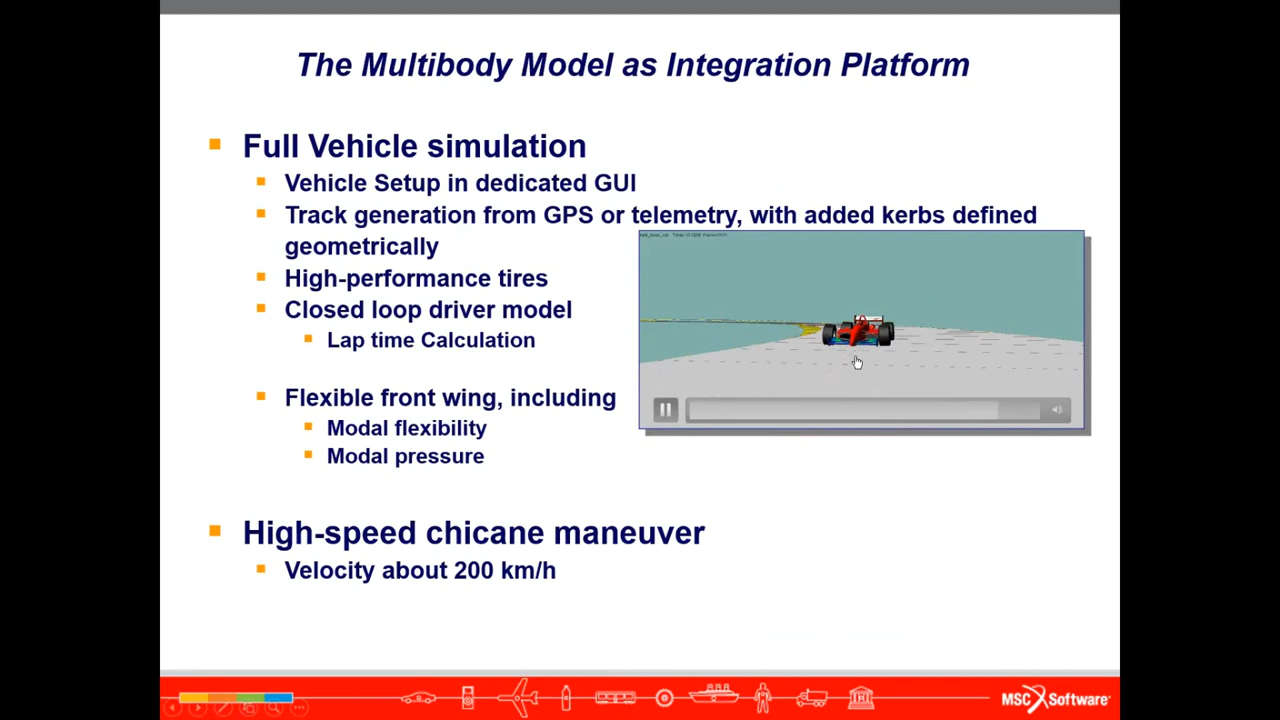 The Multibody Model as Integration Platform
Full Vehicle simulation
Vehicle Setup in dedicated GUI
Track generation from GPS or telemetry, with added kerbs defined
geometrically
High-performance tires
Closed loop driver model
Lap time Calculation
Flexible front wing, including
Modal flexibility
Modal pressure
High-speed chicane maneuver
Velocity about 200 km/h
MSC Software